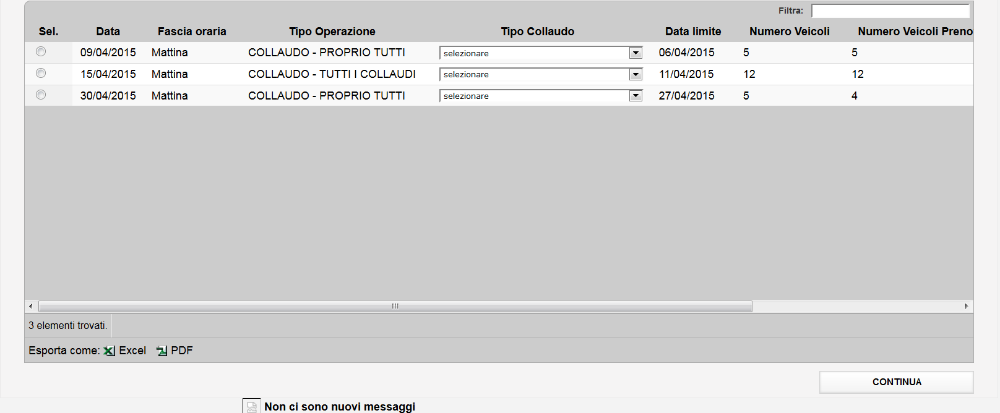 Filtra:
Sel. Data Fascia oraria Tipo Operazione Tipo Collaudo Data limite Numero Veicoli Numero Veicoli Preno
09/04/2015 Mattina COLLAUDO - PROPRIO TUTTI selezionare 06/04/2015 5 5
15/04/2015 Mattina COLLAUDO - TUTTI I COLLAUDI selezionare 11/04/2015 12 12
30/04/2015 Mattina COLLAUDO - PROPRIO TUTTI selezionare 27/04/2015 5 4
3 elementi trovati.
Esporta come: Excel PDF
CONTINUA
Non ci sono nuovi messaggi